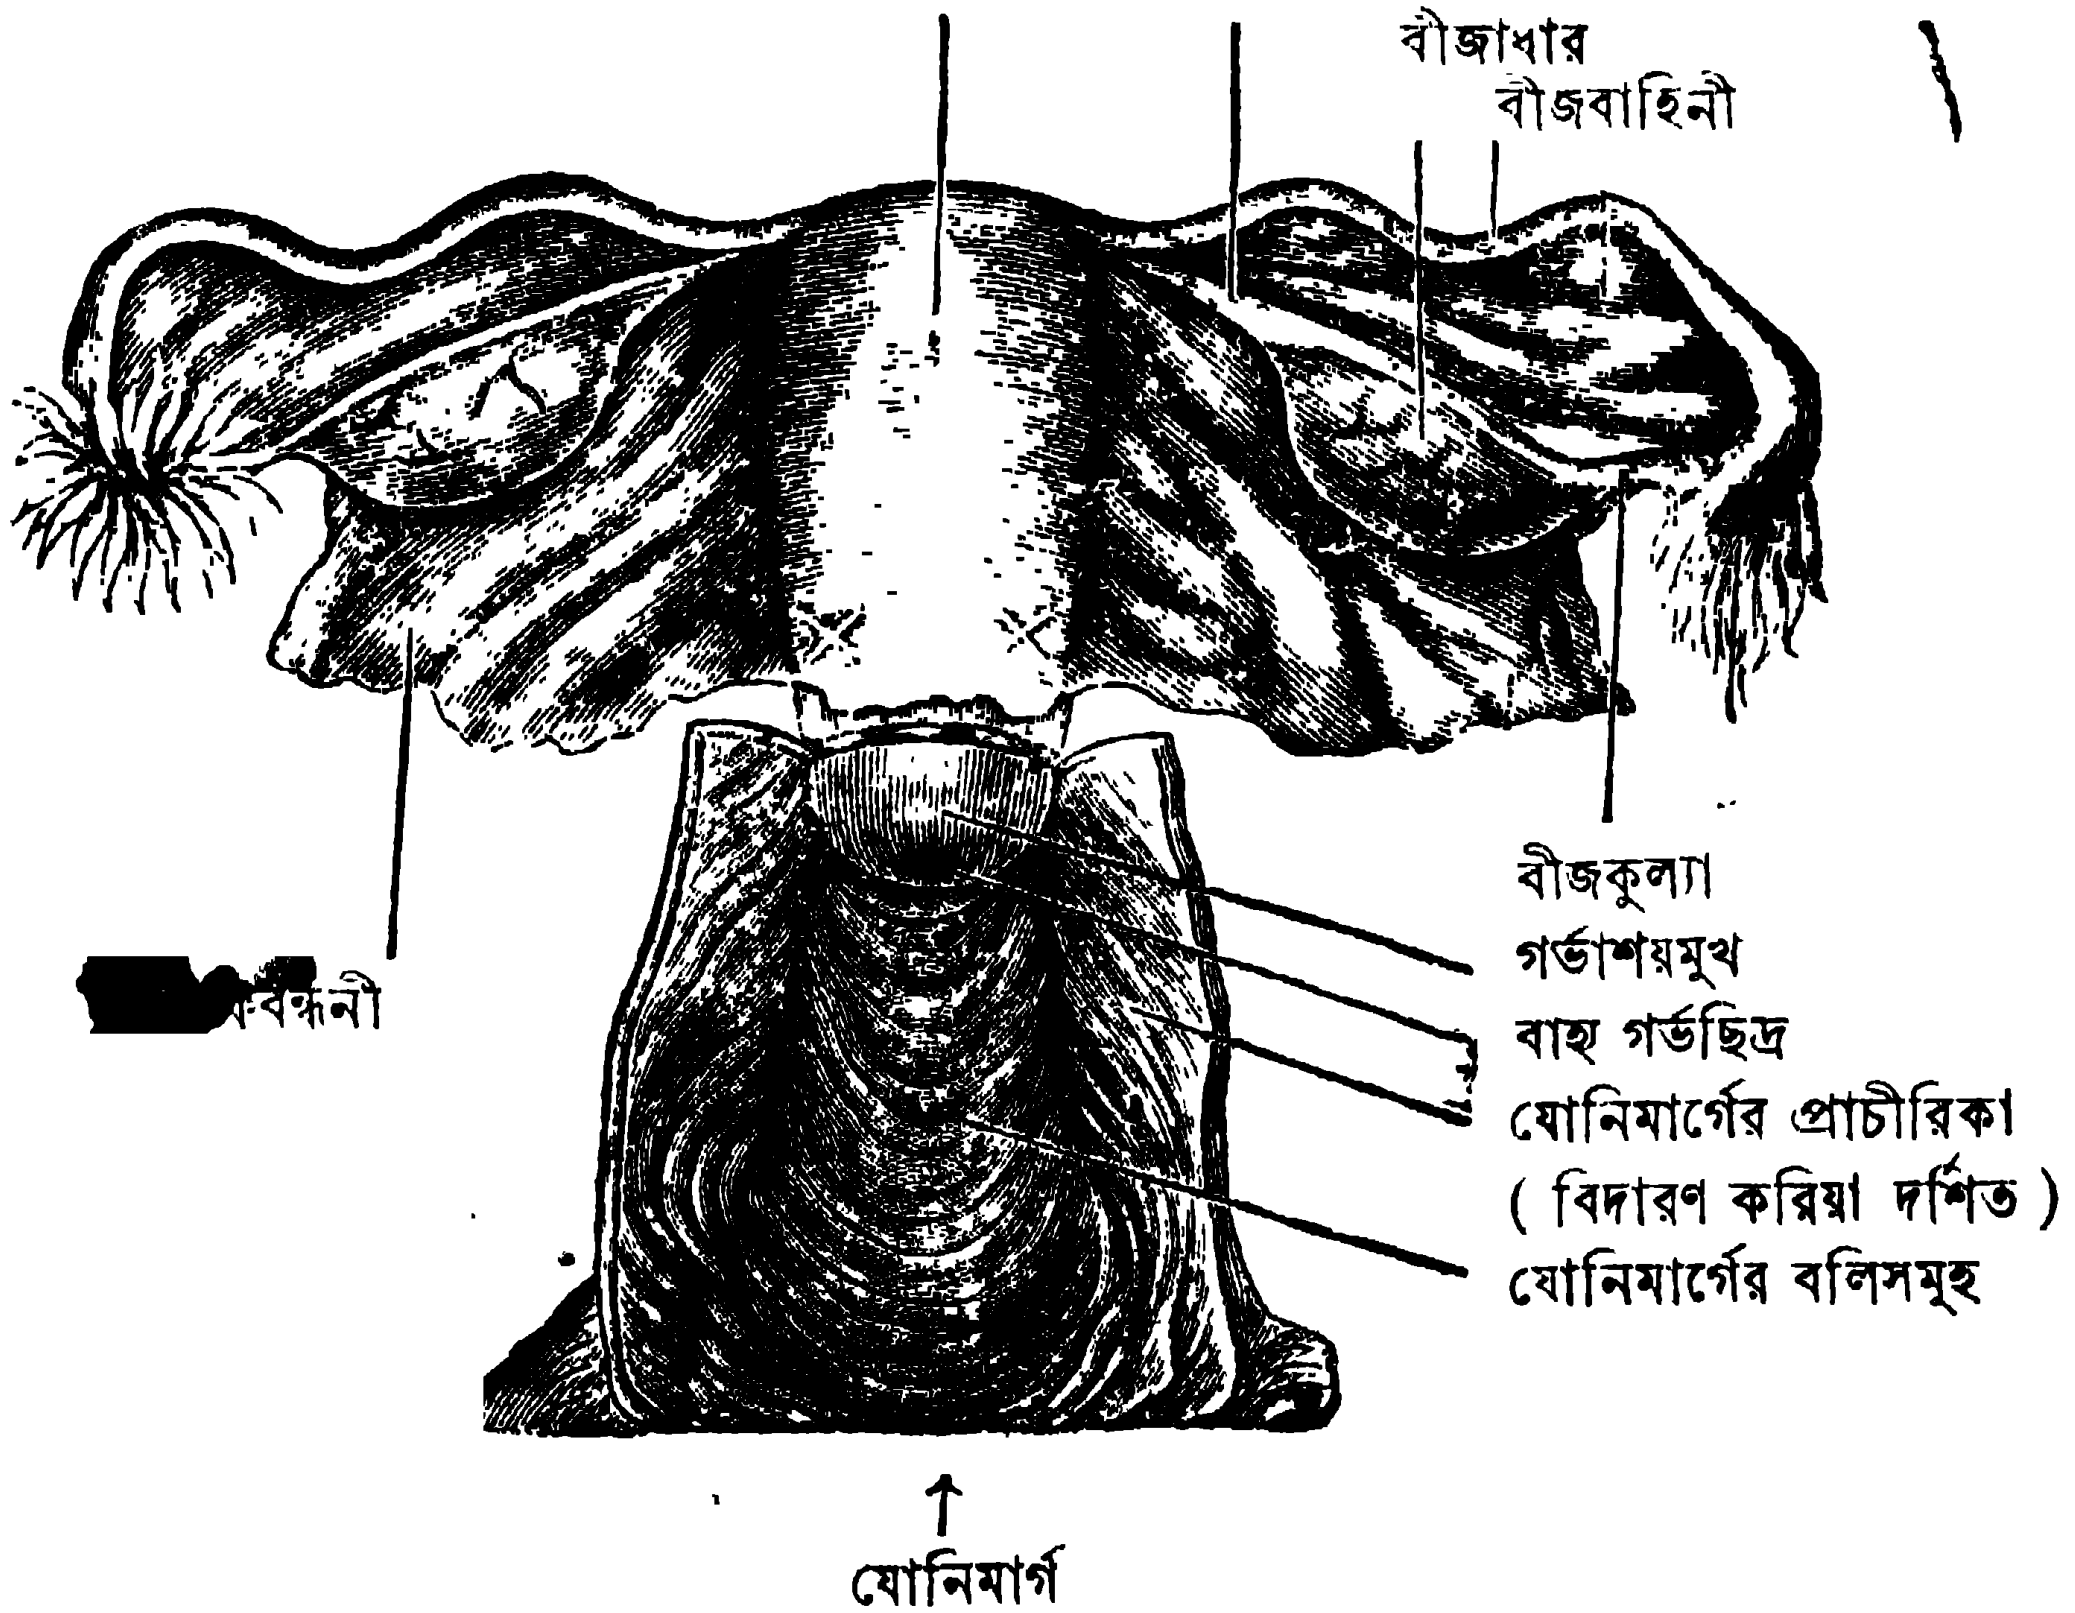 বীজাধার
বীজবাহিনী
বীজকুল্যা
গর্ভাশয়মুখ
বাহ্য গর্ভছিদ্র
যোনিমার্গের প্রাচীরিকা
( বিদারণ করিয়া দর্শিত )
যোনিমার্গের বলিসমূহ
যোনিমার্গ